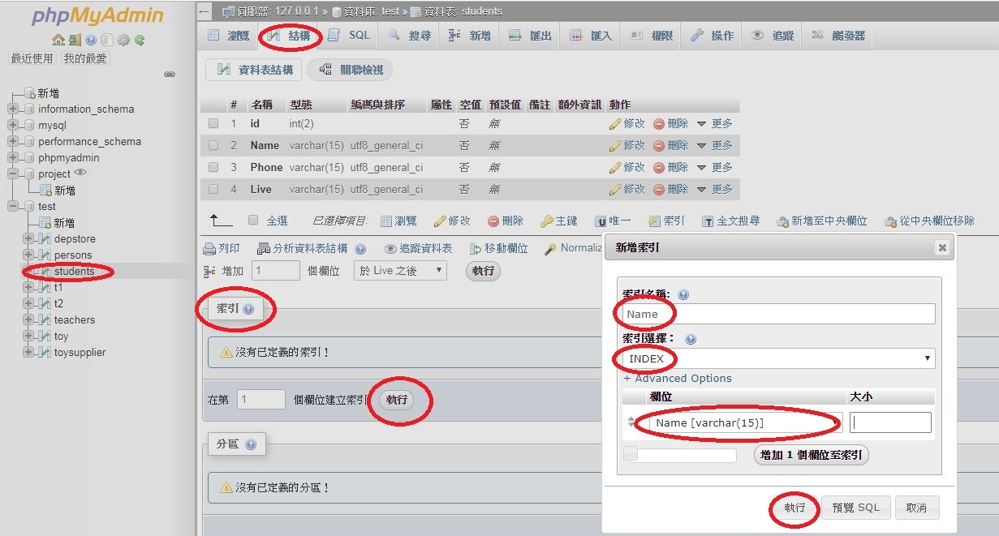 phpMyAdmin
最近使用 我的最愛
新增
information_schema
mysql
performance_schema
phpmyadmin
project
新增
test
新增
depstore
persons
students
t1
t2
teachers
toy
toysupplier
伺服器: 127.0.0.1 » 資料庫: test » 資料表: students
瀏覽 結構 SQL 搜尋 新增 匯出 匯入 權限 操作 追蹤 觸發器
資料表結構 關聯檢視
# 名稱 型態 編碼與排序 屬性 空值 預設值 備註 額外資訊 動作
1 id int(2) 否 無 修改 刪除 更多
2 Name varchar(15) utf8_general_ci 否 無 修改 刪除 更多
3 Phone varchar(15) utf8_general_ci 否 無 修改 刪除 更多
4 Live varchar(15) utf8_general_ci 否 無 修改 刪除 更多
全選 已選擇項目: 瀏覽 修改 刪除 主鍵 唯一 索引 全文搜尋 新增至中央欄位 從中央欄位移除
列印 分析資料表結構 追蹤資料表 移動欄位 Normaliz
增加 1 個欄位 於 Live 之後 執行
索引
沒有已定義的索引！
在第 1 個欄位建立索引 執行
分區
沒有已定義的分區！
新增索引
索引名稱:
Name
索引選擇：
INDEX
+ Advanced Options
欄位 大小
Name [varchar(15)]
增加 1 個欄位至索引
執行 預覽 SQL 取消